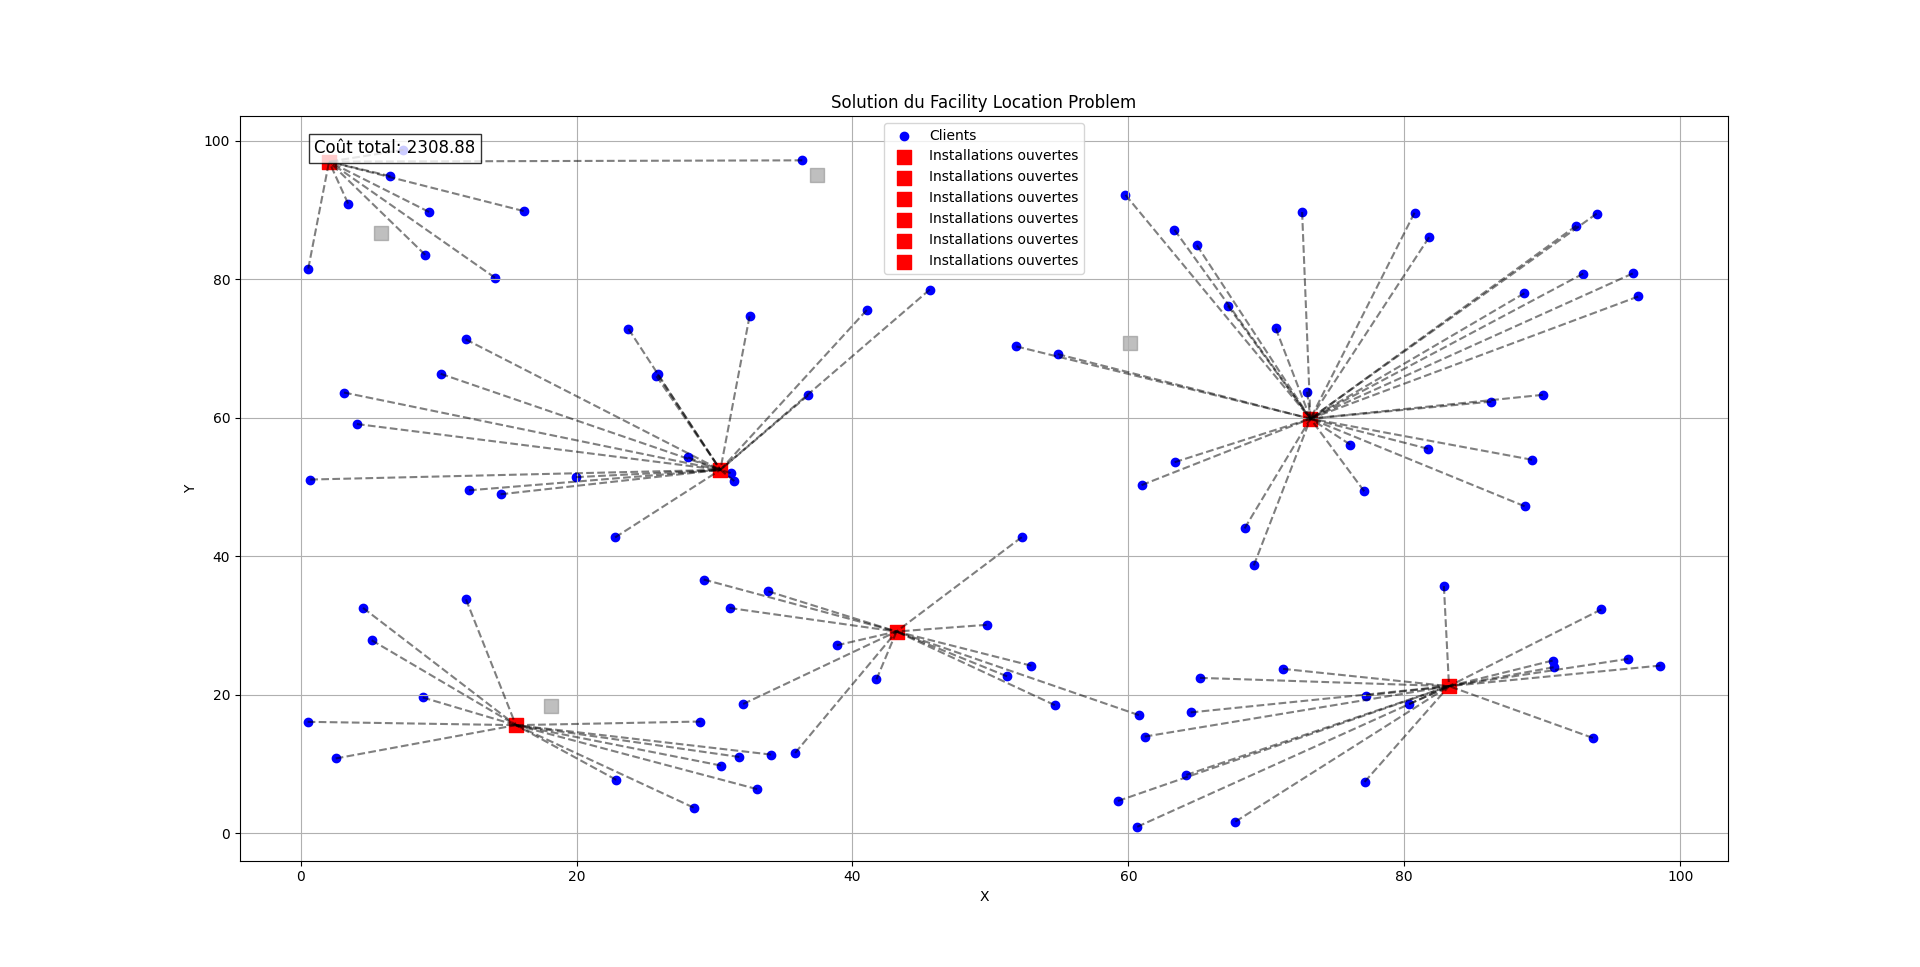 Solution du Facility Location Problem
Coût total: 2308.88
Clients
Installations ouvertes
Installations ouvertes
Installations ouvertes
Installations ouvertes
Installations ouvertes
Installations ouvertes
100
80
60
40
20
0
Y
0 20 40 60 80 100
X